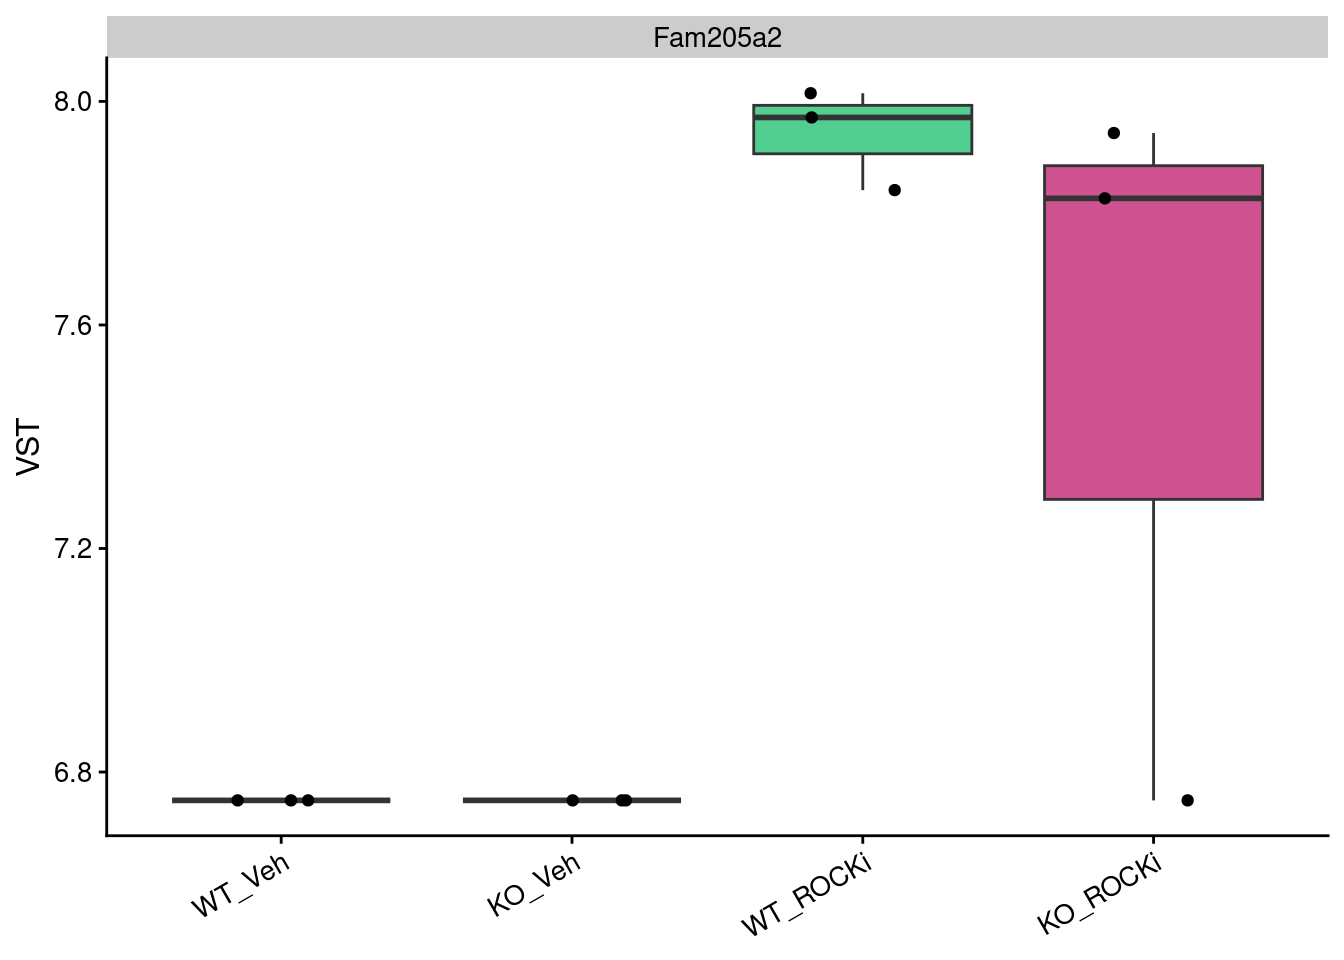 Fam205a2
8.0
7.6
7.2
6.8
VST
WT_Veh
KO_Veh
WT_ROCKi
KO_ROCKi